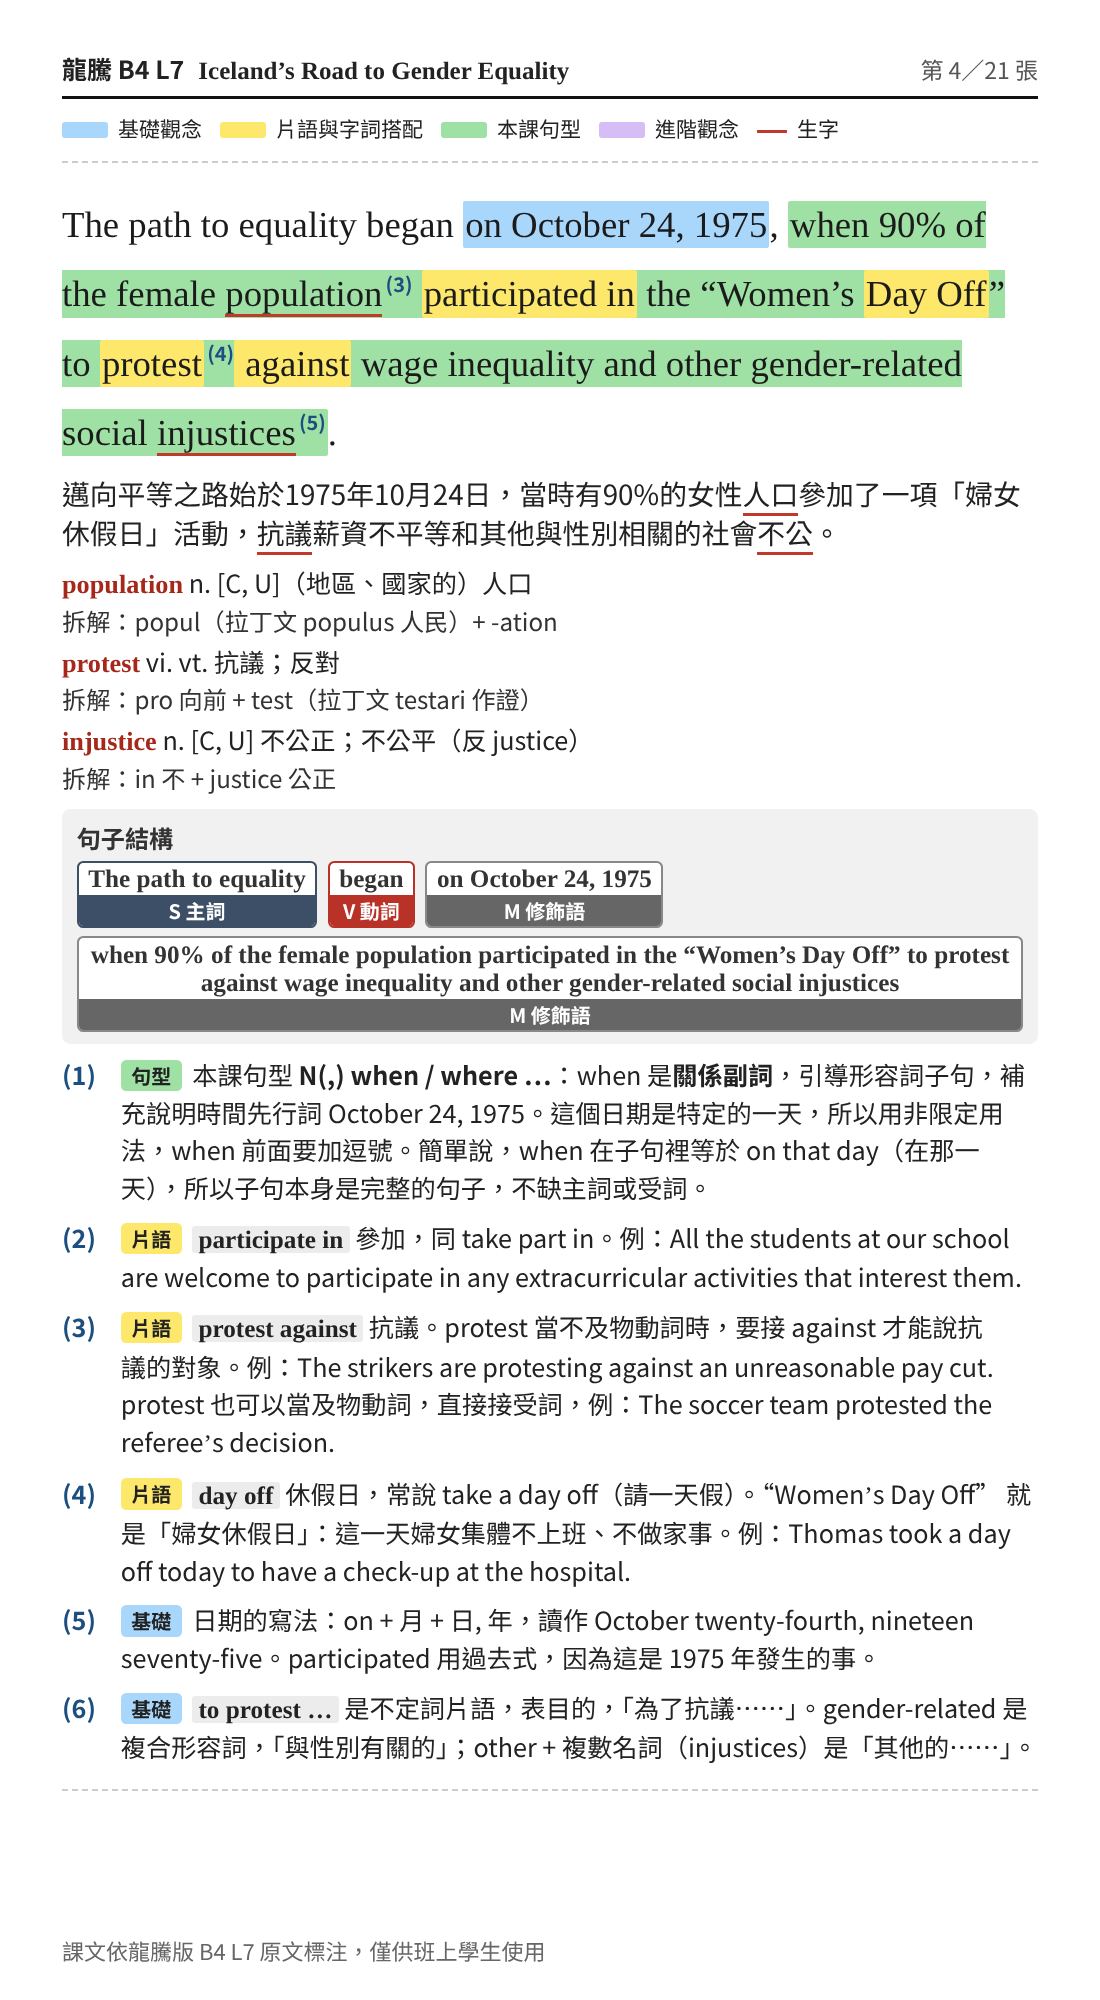 龍騰 B4 L7 Iceland’s Road to Gender Equality
第 4／21 張
基礎觀念 片語與字詞搭配 本課句型 進階觀念 生字
The path to equality began on October 24, 1975, when 90% of
the female population(3) participated in the “Women’s Day Off”
to protest(4) against wage inequality and other gender-related
social injustices(5).
邁向平等之路始於1975年10月24日，當時有90%的女性人口參加了一項「婦女
休假日」活動，抗議薪資不平等和其他與性別相關的社會不公。
population n. [C, U]（地區、國家的）人口
拆解：popul（拉丁文 populus 人民）+ -ation
protest vi. vt. 抗議；反對
拆解：pro 向前 + test（拉丁文 testari 作證）
injustice n. [C, U] 不公正；不公平（反 justice）
拆解：in 不 + justice 公正
句子結構
The path to equality began on October 24, 1975
S 主詞 V 動詞 M 修飾語
when 90% of the female population participated in the “Women’s Day Off” to protest
against wage inequality and other gender-related social injustices
M 修飾語
(1) 句型 本課句型 N(,) when / where …：when 是關係副詞，引導形容詞子句，補
充說明時間先行詞 October 24, 1975。這個日期是特定的一天，所以用非限定用
法，when 前面要加逗號。簡單說，when 在子句裡等於 on that day（在那一
天），所以子句本身是完整的句子，不缺主詞或受詞。
(2) 片語 participate in 參加，同 take part in。例：All the students at our school
are welcome to participate in any extracurricular activities that interest them.
(3) 片語 protest against 抗議。protest 當不及物動詞時，要接 against 才能說抗
議的對象。例：The strikers are protesting against an unreasonable pay cut.
protest 也可以當及物動詞，直接接受詞，例：The soccer team protested the
referee’s decision.
(4) 片語 day off 休假日，常說 take a day off（請一天假）。“Women’s Day Off” 就
是「婦女休假日」：這一天婦女集體不上班、不做家事。例：Thomas took a day
off today to have a check-up at the hospital.
(5) 基礎 日期的寫法：on + 月 + 日, 年，讀作 October twenty-fourth, nineteen
seventy-five。participated 用過去式，因為這是 1975 年發生的事。
(6) 基礎 to protest … 是不定詞片語，表目的，「為了抗議⋯⋯」。gender-related 是
複合形容詞，「與性別有關的」；other + 複數名詞（injustices）是「其他的⋯⋯」。
課文依龍騰版 B4 L7 原文標注，僅供班上學生使用